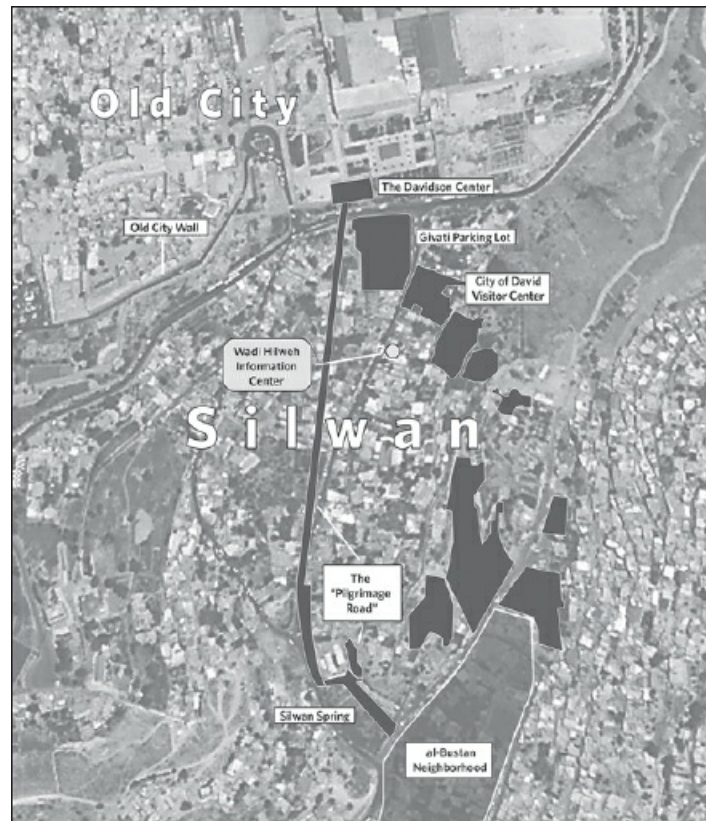 Old City
The Davidson Center
Old City Wall
Givati Parking Lot
City of David
Visitor Center
Wadi Hilweh
Information
Center
Silwan
The
"Pilgrimage
Road"
Silwan Spring
al-Bustan
Neighborhood